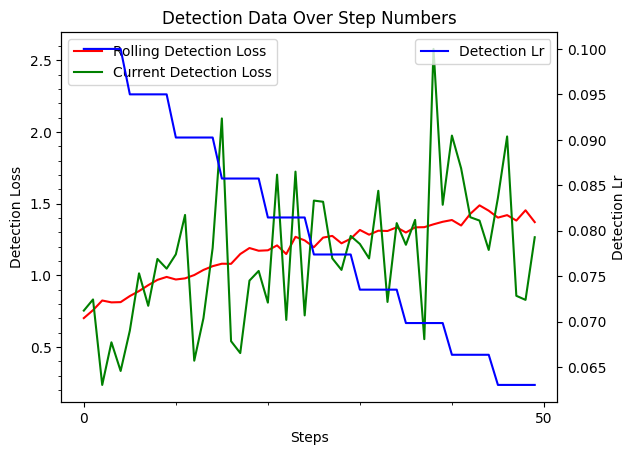 Detection Data Over Step Numbers
Rolling Detection Loss
Current Detection Loss
Detection Lr
2.5
2.0
1.5
1.0
0.5
Detection Loss
0.100
0.095
0.090
0.085
0.080
0.075
0.070
0.065
Detection Lr
0
50
Steps